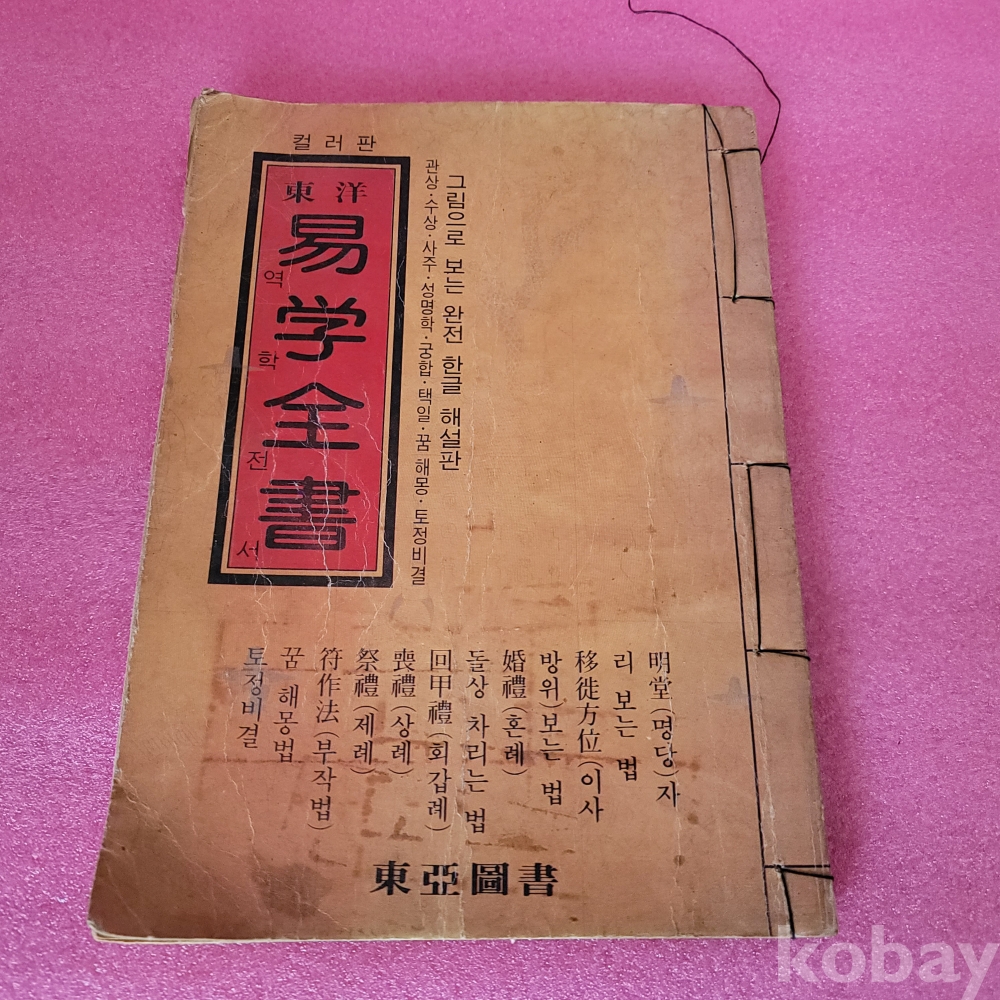 컬러판
東洋
易学全書
역학전서
그림으로 보는 완전 한글 해설판
관상·수상·사주·성명학·궁합·택일·꿈 해몽·토정비결
明堂(명당)자
리 보는 법
移徙方位(이사
방위)보는 법
婚禮(혼례)
돌상 차리는 법
回甲禮(회갑례)
喪禮(상례)
祭禮(제례)
符作法(부작법)
꿈 해몽법
토정비결
東亞圖書
kobay